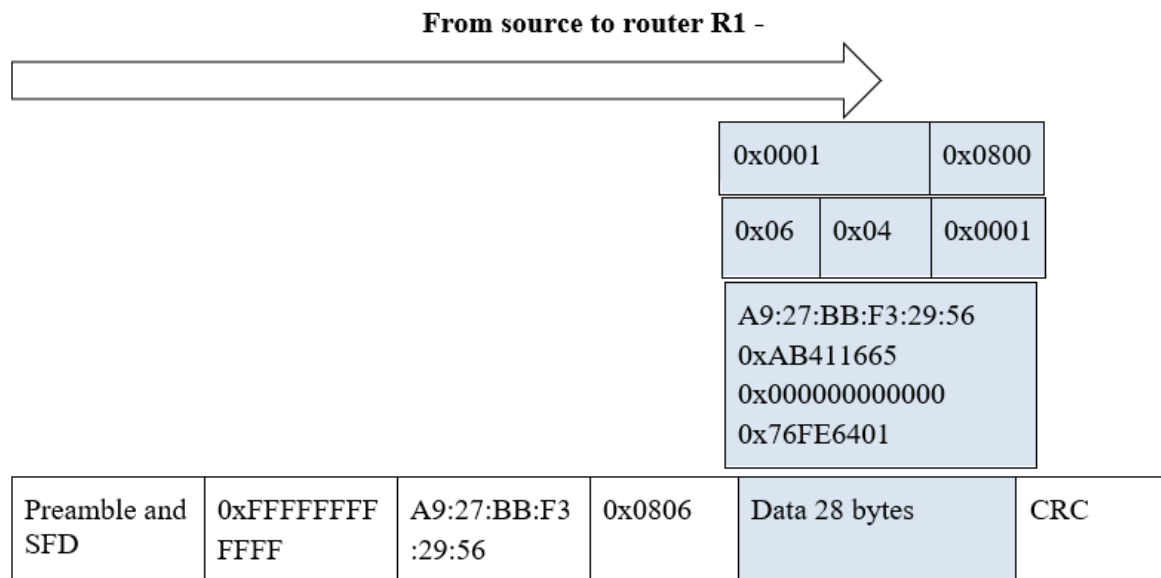 From source to router R1 -
0x0001 0x0800
0x06 0x04 0x0001
A9:27:BB:F3:29:56
0xAB411665
0x000000000000
0x76FE6401
Preamble and 0xFFFFFFFF A9:27:BB:F3 0x0806 Data 28 bytes CRC
SFD FFFF :29:56